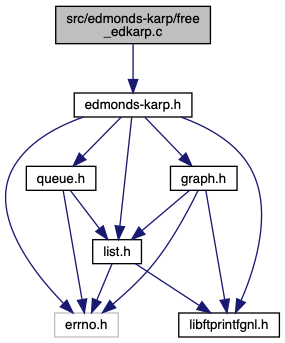 src/edmonds-karp/free
_edkarp.c
edmonds-karp.h
queue.h
graph.h
list.h
errno.h
libftprintfgnl.h